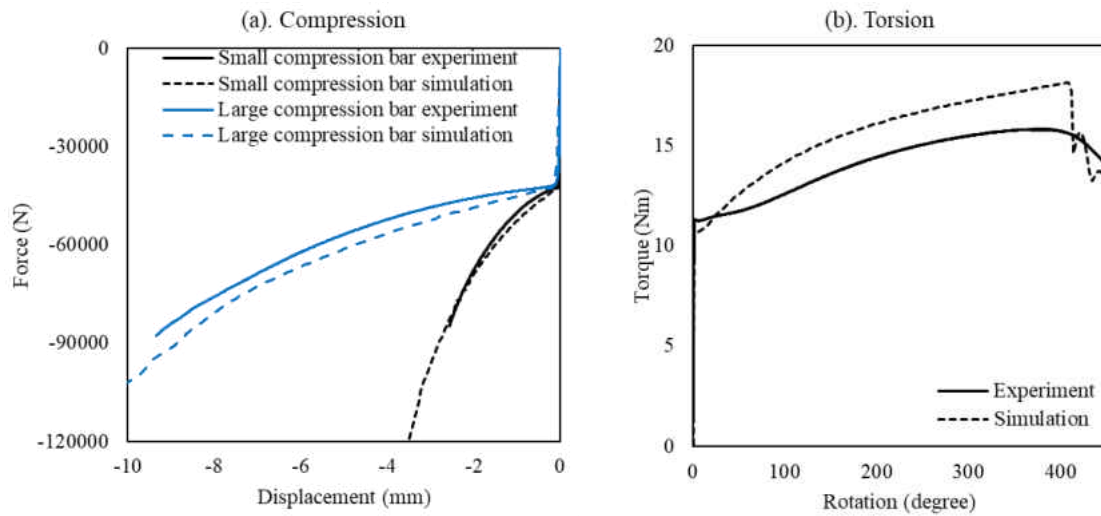 (a). Compression
0
-30000
-60000
-90000
-120000
Force (N)
Small compression bar experiment
Small compression bar simulation
Large compression bar experiment
Large compression bar simulation
-10
-8
-6
-4
-2
0
Displacement (mm)
(b). Torsion
20
15
10
5
0
Torque (Nm)
Experiment
Simulation
0
100
200
300
400
Rotation (degree)